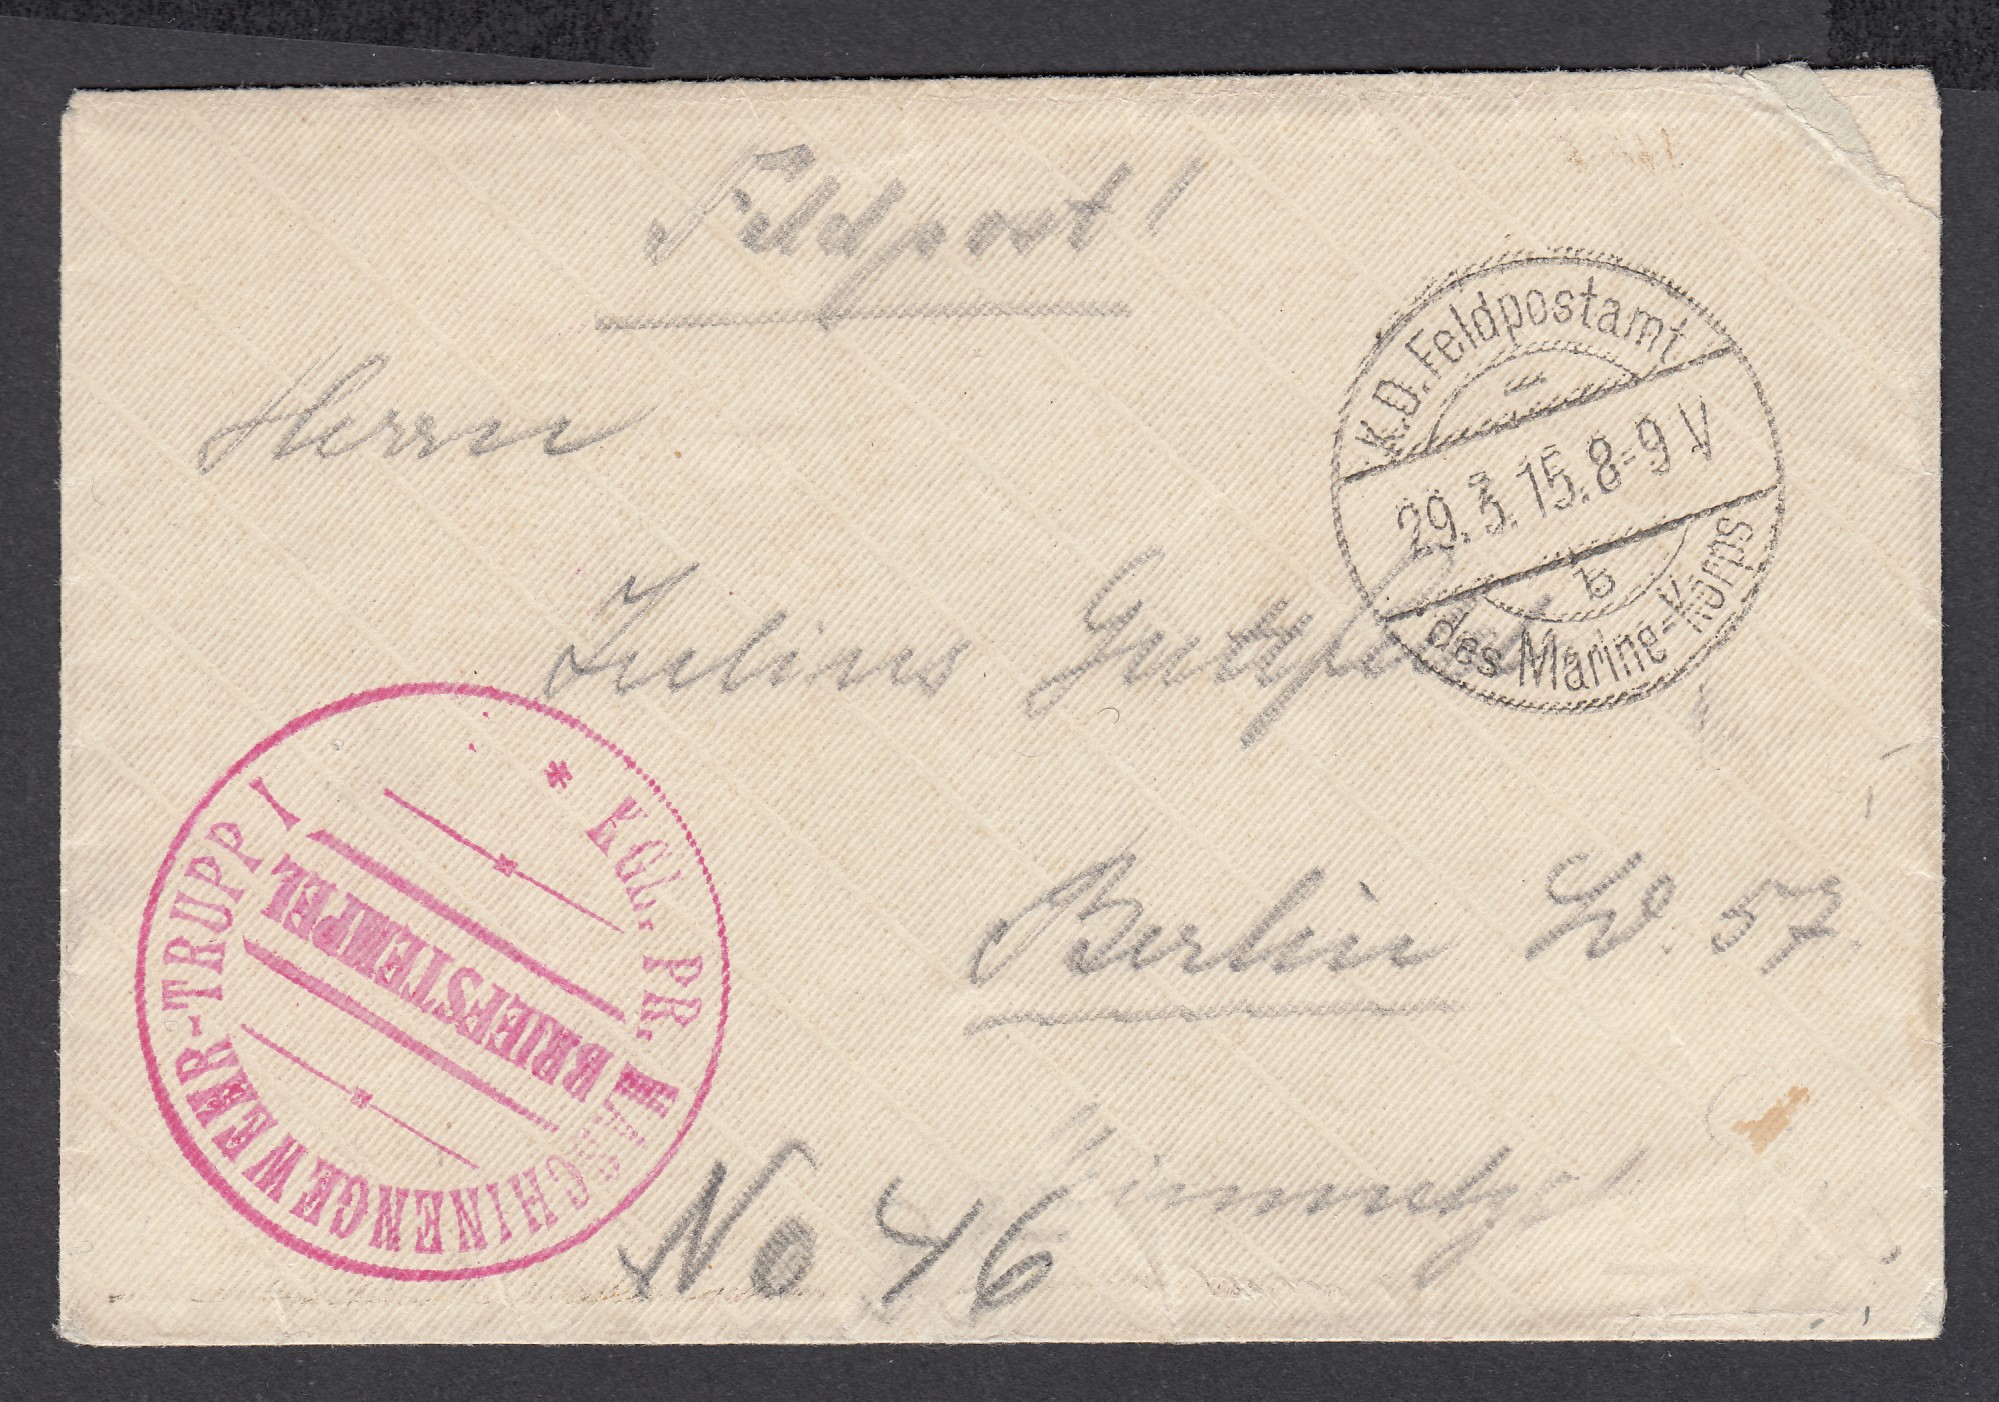 Feldpost!
K.D. Feldpostamt
29.3.15. 8-9 V
b
des Marine-Korps
Herrn
Julius
Berlin W. 57.
No 46
* KGL. PR. MASCHINENGEWEHR-TRUPP I
BRIEFSTEMPEL